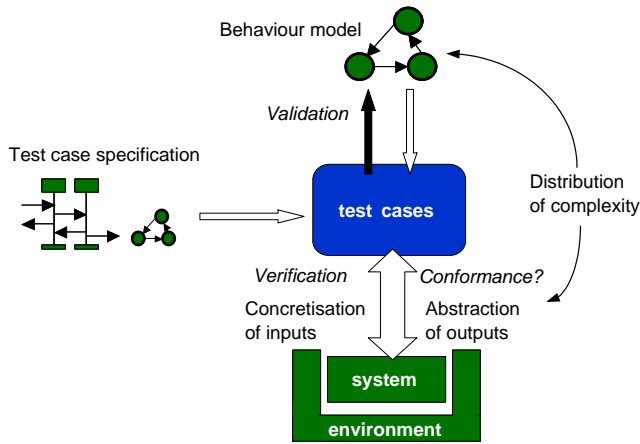 Behaviour model
Validation
Test case specification
test cases
Distribution
of complexity
Verification
Conformance?
Concretisation
of inputs
Abstraction
of outputs
system
environment